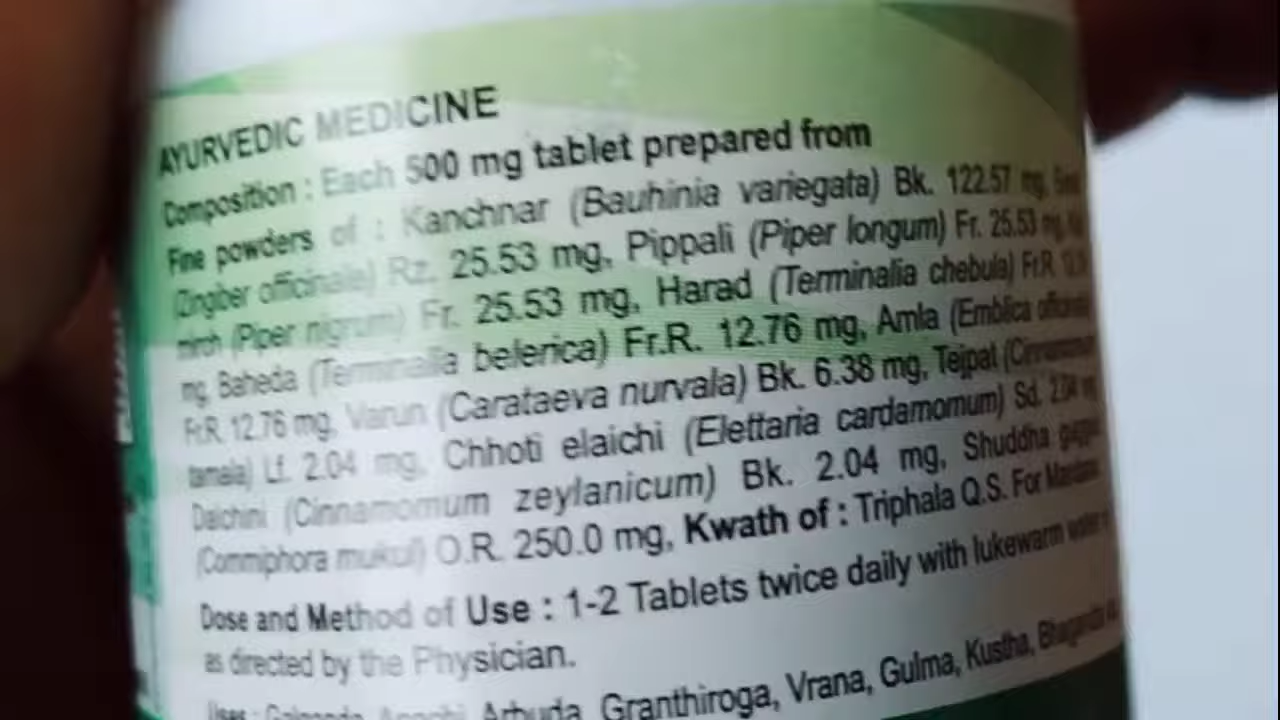 AYURVEDIC MEDICINE
Composition : Each 500 mg tablet prepared from
Fine powders of : Kanchnar (Bauhinia variegata) Bk. 122.57 mg,
(Zingiber officinale) Rz. 25.53 mg, Pippali (Piper longum) Fr. 25.53 mg,
mirch (Piper nigrum) Fr. 25.53 mg, Harad (Terminalia chebula) Fr.R.
mg, Baheda (Terminalia belerica) Fr.R. 12.76 mg, Amla (Emblica
Fr.R. 12.76 mg, Varun (Carataeva nurvala) Bk. 6.38 mg, Tejpat
tamala) Lf. 2.04 mg, Chhoti elaichi (Elettaria cardamomum) Sd. 2.04 mg,
Dalchini (Cinnamomum zeylanicum) Bk. 2.04 mg, Shuddha
(Commiphora mukul) O.R. 250.0 mg, Kwath of : Triphala Q.S. For
Dose and Method of Use : 1-2 Tablets twice daily with lukewarm water
as directed by the Physician.
Uses : Arbuda, Granthiroga, Vrana, Gulma, Kustha,